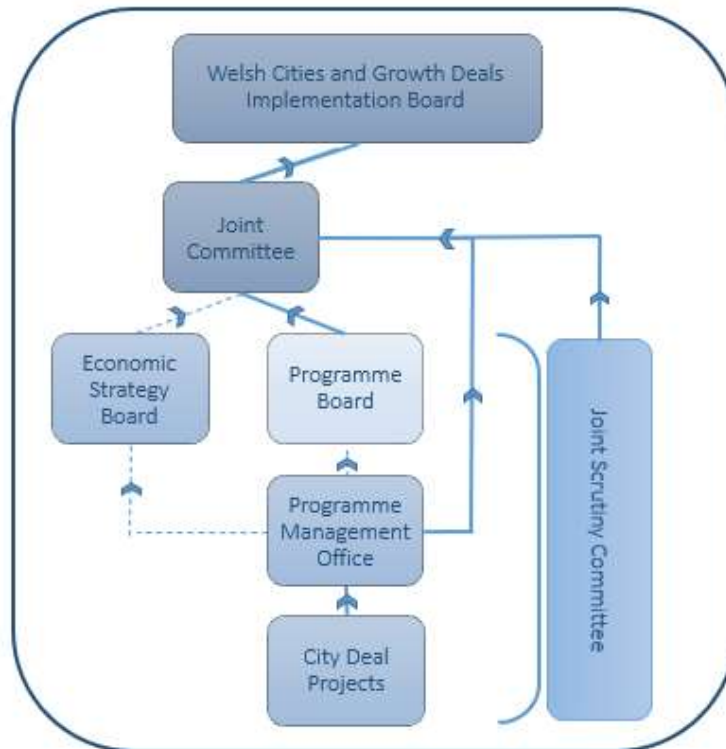 Welsh Cities and Growth Deals
Implementation Board
Joint
Committee
Economic
Strategy
Board
Programme
Board
Programme
Management
Office
City Deal
Projects
Joint Scrutiny Committee